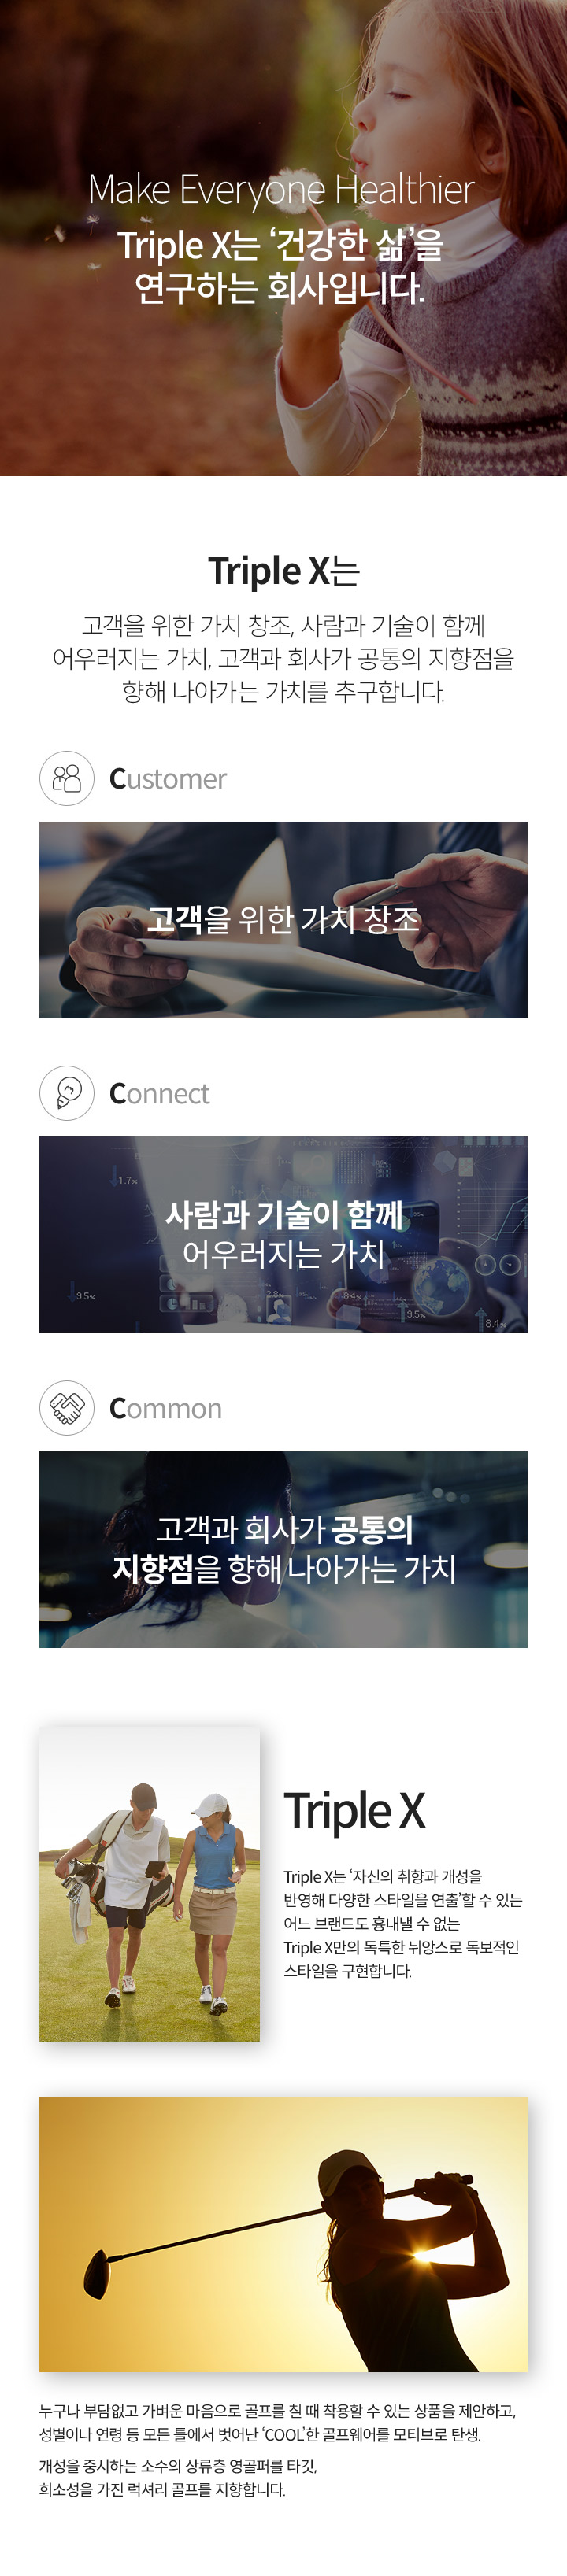 Make Everyone Healthier
Triple X는 ‘건강한 삶’을
연구하는 회사입니다.
Triple X는
고객을 위한 가치 창조, 사람과 기술이 함께
어우러지는 가치, 고객과 회사가 공통의 지향점을
향해 나아가는 가치를 추구합니다.
Customer
고객을 위한 가치 창조
Connect
1.7%
사람과 기술이 함께
어우러지는 가치
9.5%
2.8%
8.4%
9.5%
8.4%
Common
고객과 회사가 공통의
지향점을 향해 나아가는 가치
Triple X
Triple X는 ‘자신의 취향과 개성을
반영해 다양한 스타일을 연출’할 수 있는
어느 브랜드도 흉내낼 수 없는
Triple X만의 독특한 뉘앙스로 독보적인
스타일을 구현합니다.
누구나 부담없고 가벼운 마음으로 골프를 칠 때 착용할 수 있는 상품을 제안하고,
성별이나 연령 등 모든 틀에서 벗어난 ‘COOL’한 골프웨어를 모티브로 탄생.
개성을 중시하는 소수의 상류층 영골퍼를 타깃,
희소성을 가진 럭셔리 골프를 지향합니다.